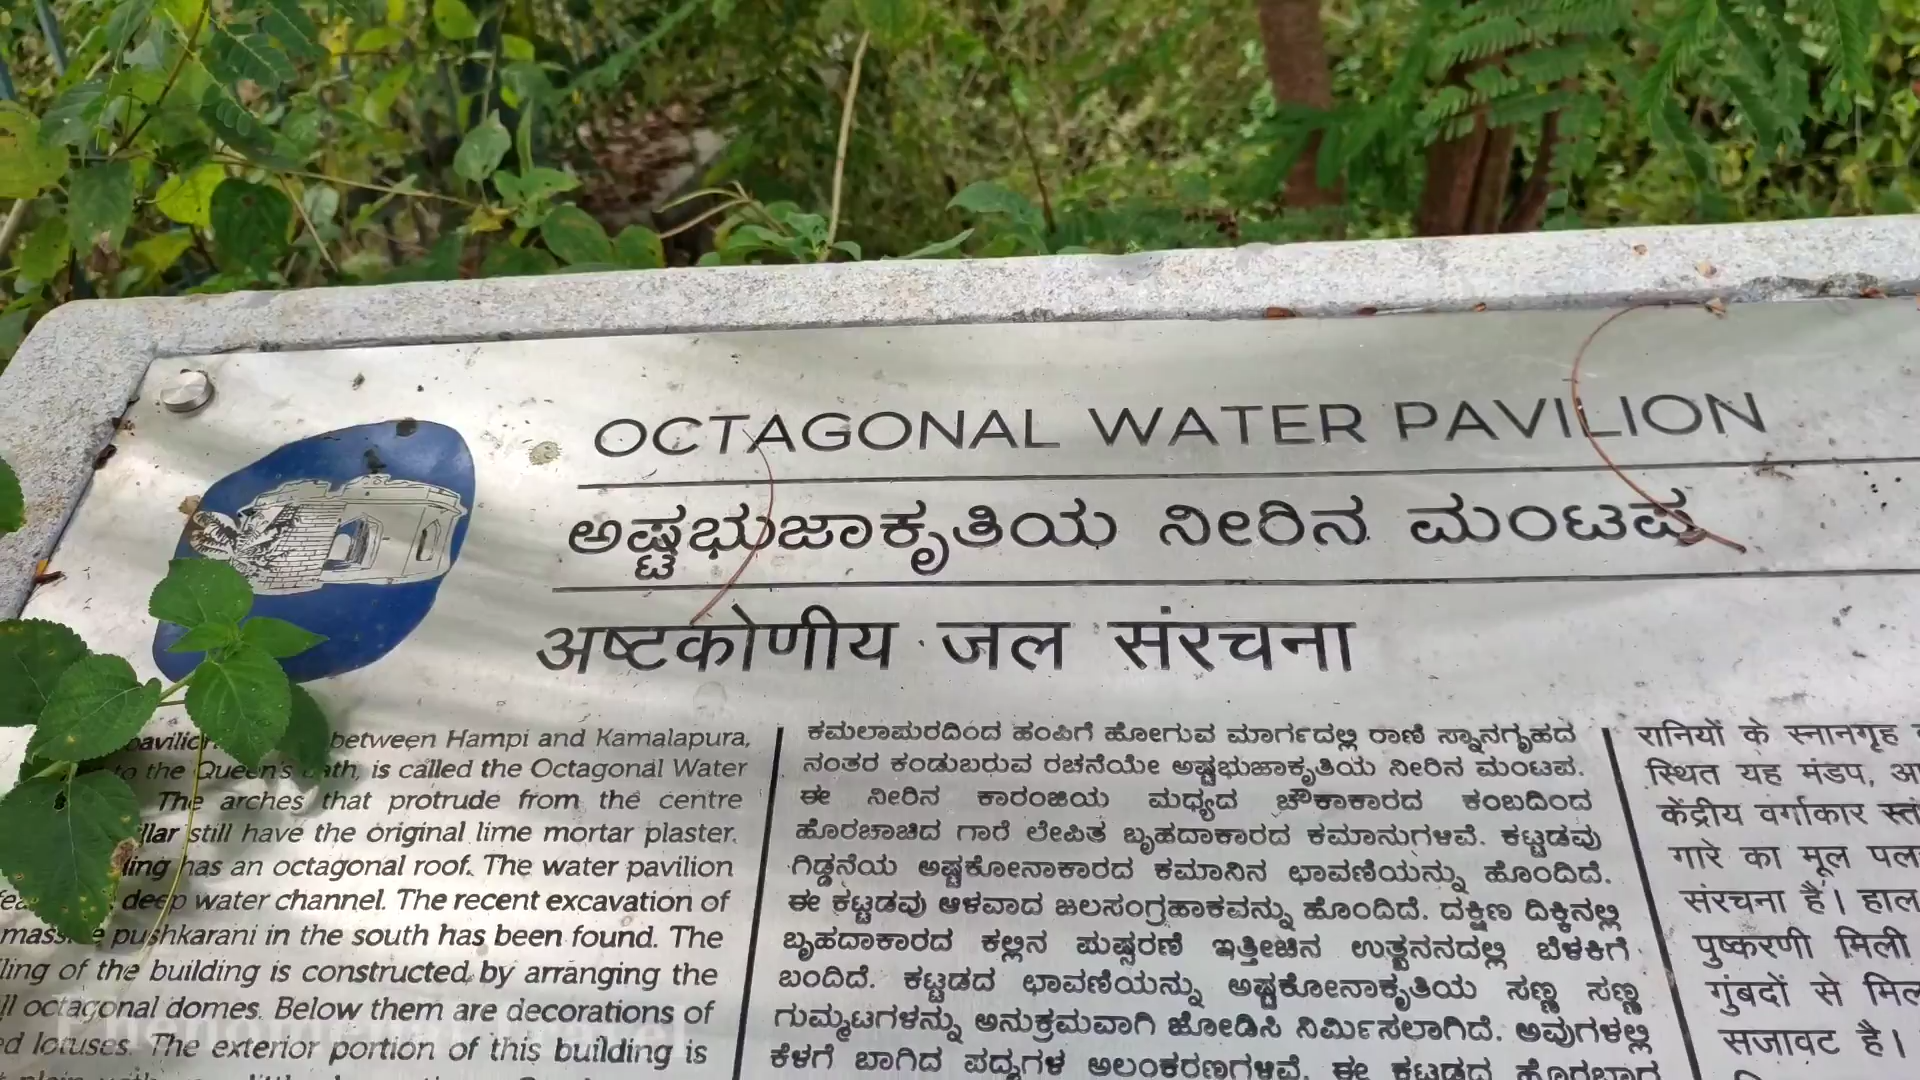 OCTAGONAL WATER PAVILION
ಅಷ್ಟಭುಜಾಕೃತಿಯ ನೀರಿನ ಮಂಟಪ
अष्टकोणीय जल संरचना
between Hampi and Kamalapura,
to the Queen's bath, is called the Octagonal Water
The arches that protrude from the centre
still have the original lime mortar plaster.
has an octagonal roof. The water pavilion
deep water channel. The recent excavation of
pushkarani in the south has been found. The
of the building is constructed by arranging the
octagonal domes. Below them are decorations of
lotuses. The exterior portion of this building is
ಕಮಲಾಪುರದಿಂದ ಹಂಪಿಗೆ ಹೋಗುವ ಮಾರ್ಗದಲ್ಲಿ ರಾಣಿ ಸ್ನಾನಗೃಹದ
ನಂತರ ಕಂಡುಬರುವ ರಚನೆಯೇ ಅಷ್ಟಭುಜಾಕೃತಿಯ ನೀರಿನ ಮಂಟಪ.
ಈ ನೀರಿನ ಕಾರಂಜಿಯ ಮಧ್ಯದ ಚೌಕಾಕಾರದ ಕಂಬದಿಂದ
ಹೊರಚಾಚಿದ ಗಾರೆ ಲೇಪಿತ ಬೃಹದಾಕಾರದ ಕಮಾನುಗಳಿವೆ. ಕಟ್ಟಡವು
ಗಿಡ್ಡನೆಯ ಅಷ್ಟಕೋನಾಕಾರದ ಕಮಾನಿನ ಛಾವಣಿಯನ್ನು ಹೊಂದಿದೆ.
ಈ ಕಟ್ಟಡವು ಆಳವಾದ ಜಲಸಂಗ್ರಹಾಕವನ್ನು ಹೊಂದಿದೆ. ದಕ್ಷಿಣ ದಿಕ್ಕಿನಲ್ಲಿ
ಬೃಹದಾಕಾರದ ಕಲ್ಲಿನ ಇತ್ತೀಚಿನ ಉತ್ಖನನದಲ್ಲಿ ಬೆಳಕಿಗೆ
ಬಂದಿದೆ. ಕಟ್ಟಡದ ಛಾವಣಿಯನ್ನು ಅಷ್ಟಕೋನಾಕೃತಿಯ ಸಣ್ಣ ಸಣ್ಣ
ಗುಮ್ಮಟಗಳನ್ನು ಅನುಕ್ರಮವಾಗಿ ಜೋಡಿಸಿ ನಿರ್ಮಿಸಲಾಗಿದೆ. ಅವುಗಳಲ್ಲಿ
ಕೆಳಗೆ ಬಾಗಿದ ಪದ್ಮಗಳ ಅಲಂಕರಣಗಳಿವೆ. ಈ ಕಟ್ಟಡದ
रानियों के स्नानगृह
स्थित यह मंडप,
केंद्रीय वर्गाकार
गारे का मूल
संरचना है। हाल
पुष्करणी मिली
गुंबदों से
सजावट है।